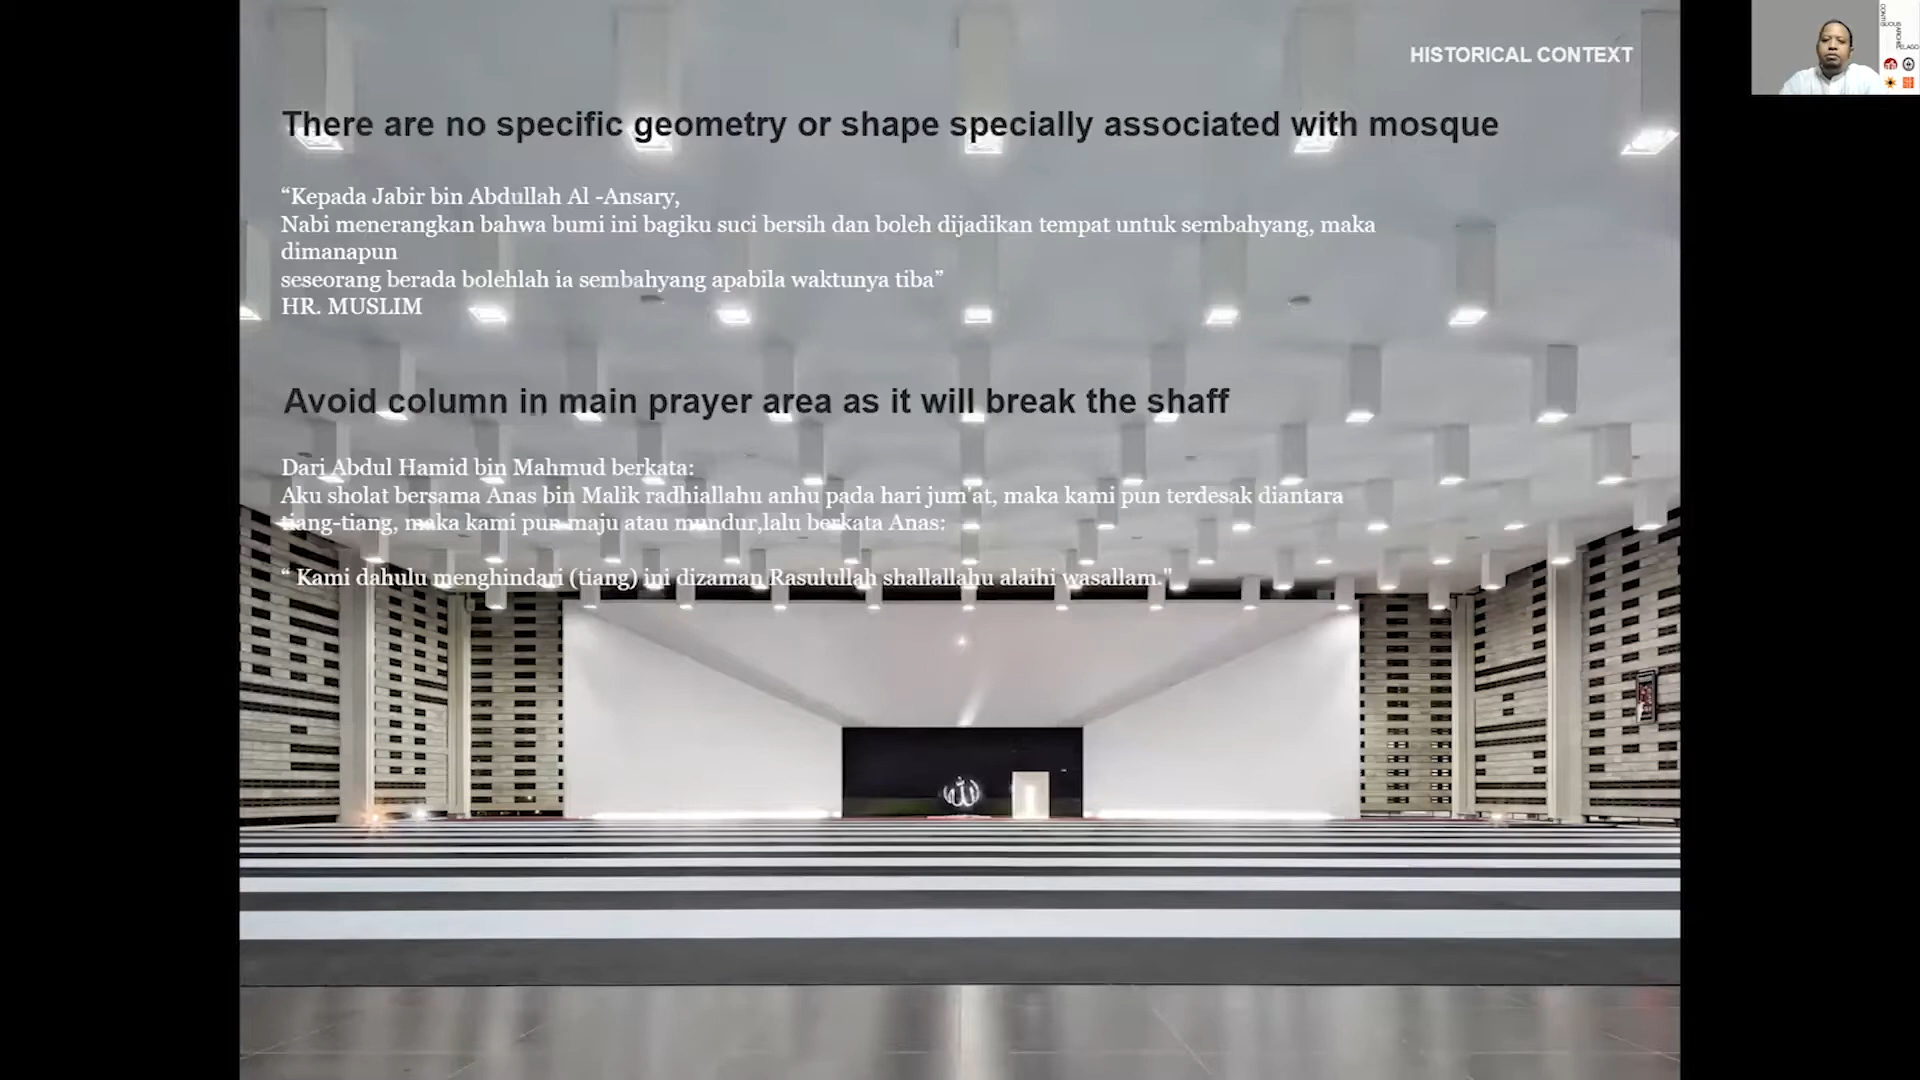 HISTORICAL CONTEXT
There are no specific geometry or shape specially associated with mosque
“Kepada Jabir bin Abdullah Al -Ansary,
Nabi menerangkan bahwa bumi ini bagiku suci bersih dan boleh dijadikan tempat untuk sembahyang, maka
dimanapun
seseorang berada bolehlah ia sembahyang apabila waktunya tiba”
HR. MUSLIM
Avoid column in main prayer area as it will break the shaff
Dari Abdul Hamid bin Mahmud berkata:
Aku sholat bersama Anas bin Malik radhiallahu anhu pada hari jum'at, maka kami pun terdesak diantara
tiang-tiang, maka kami pun maju atau mundur,lalu berkata Anas:
“ Kami dahulu menghindari (tiang) ini dizaman Rasulullah shallallahu alaihi wasallam."
الله